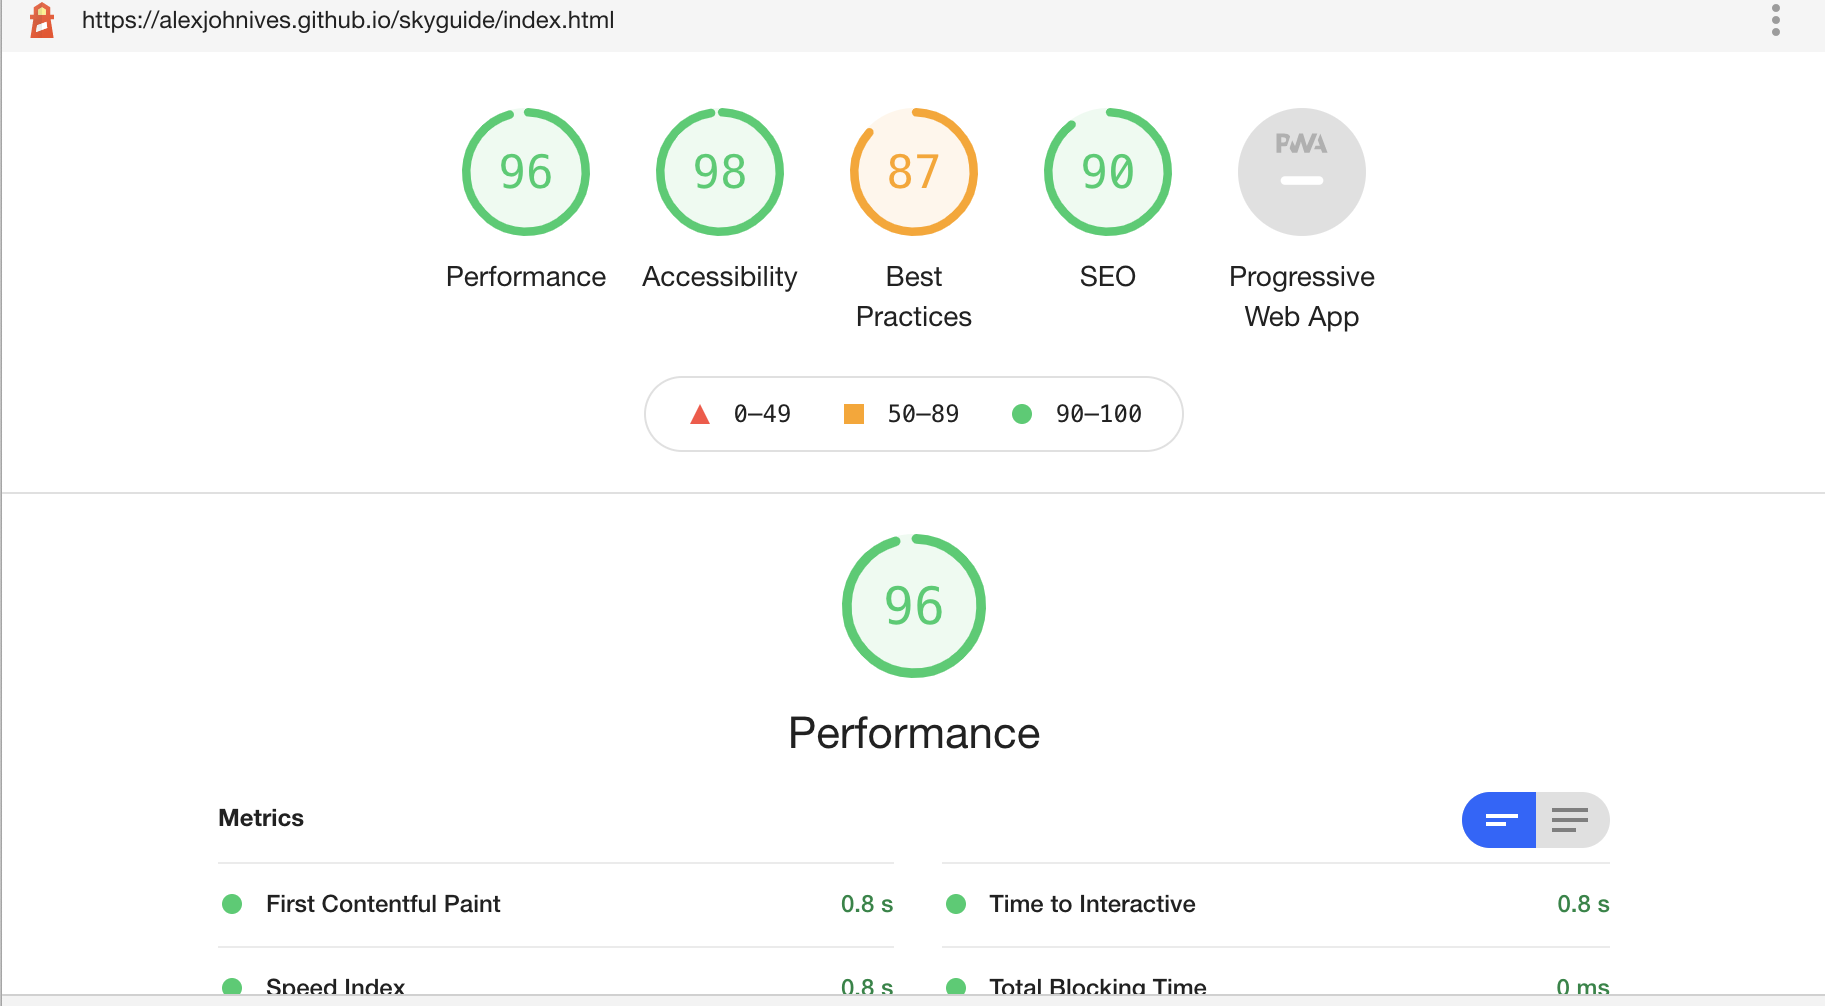 https://alexjohnives.github.io/skyguide/index.html
96 98 87 90 PWA
Performance Accessibility Best Practices SEO Progressive Web App
0–49 50–89 90–100
96
Performance
Metrics
First Contentful Paint 0.8 s Time to Interactive 0.8 s
Speed Index 0.8 s Total Blocking Time 0 ms